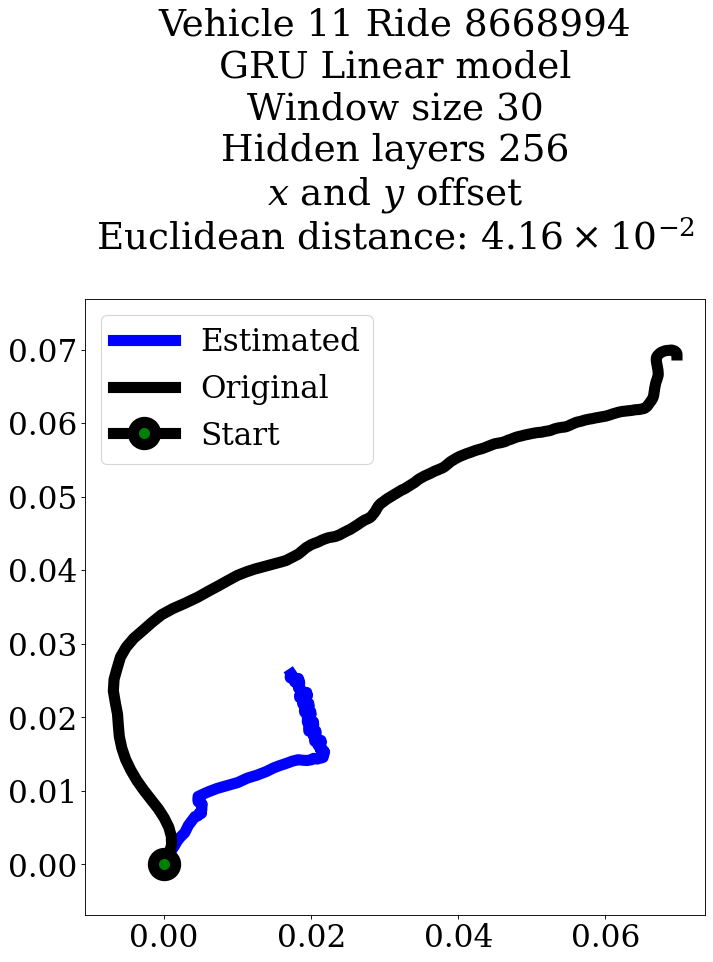 Vehicle 11 Ride 8668994
GRU Linear model
Window size 30
Hidden layers 256
x and y offset
Euclidean distance: 4.16 × 10⁻²
Estimated
Original
Start
0.07
0.06
0.05
0.04
0.03
0.02
0.01
0.00
0.00 0.02 0.04 0.06